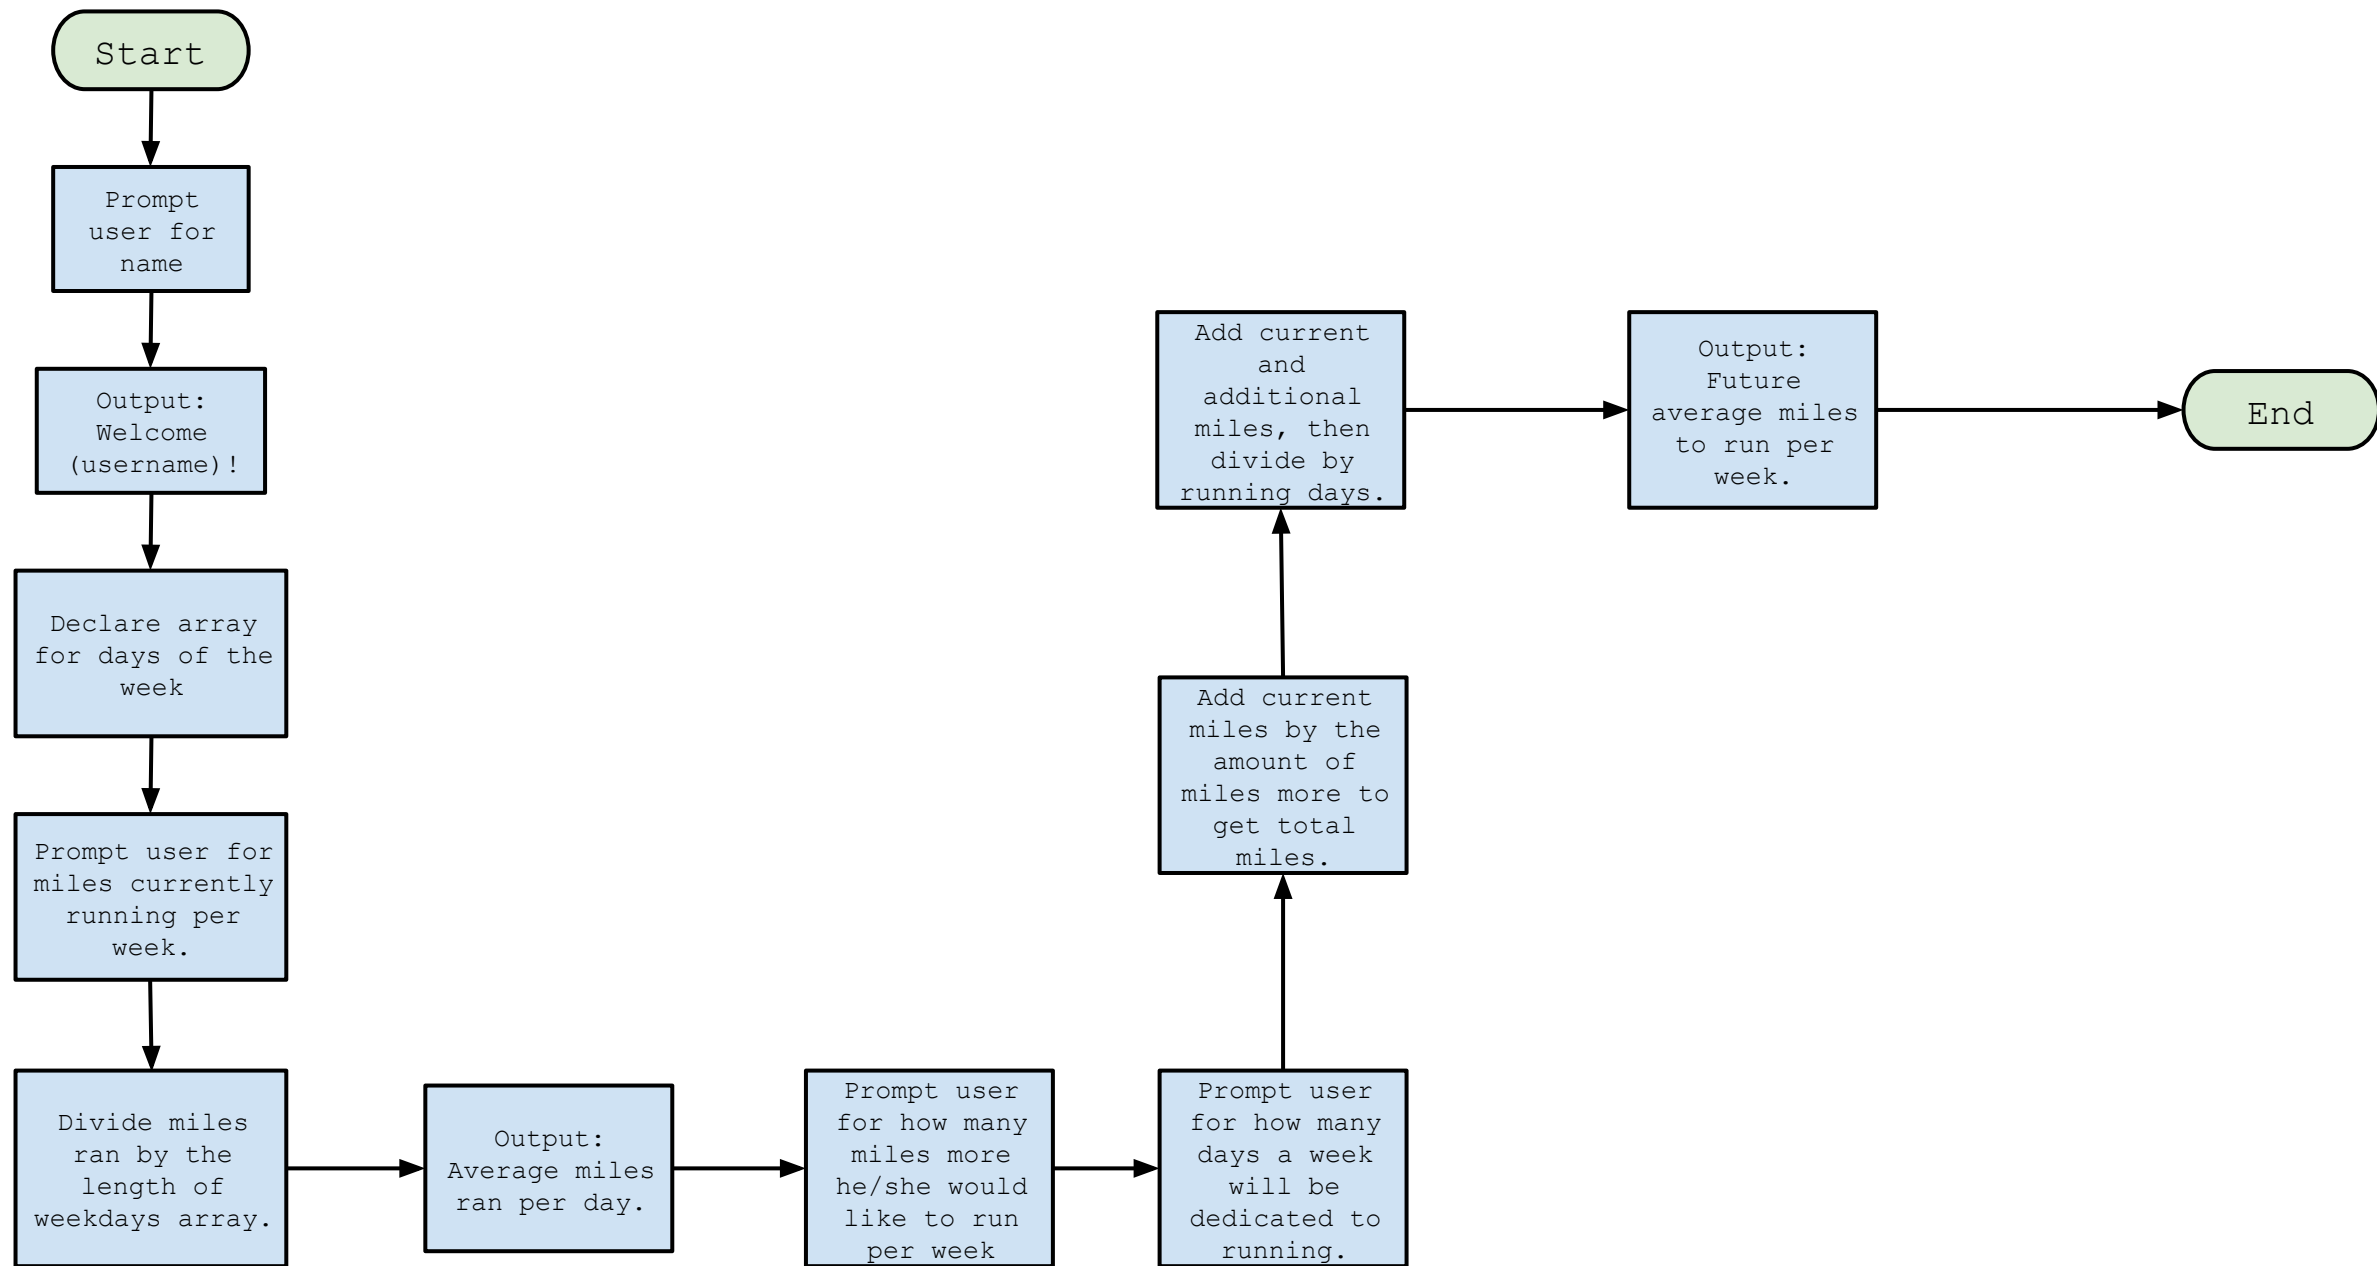 Start
Prompt
user for
name
Output:
Welcome
(username)!
Declare array
for days of the
week
Prompt user for
miles currently
running per
week.
Divide miles
ran by the
length of
weekdays array.
Output:
Average miles
ran per day.
Prompt user
for how many
miles more
he/she would
like to run
per week
Prompt user
for how many
days a week
will be
dedicated to
running.
Add current
miles by the
amount of
miles more to
get total
miles.
Add current
and
additional
miles, then
divide by
running days.
Output:
Future
average miles
to run per
week.
End